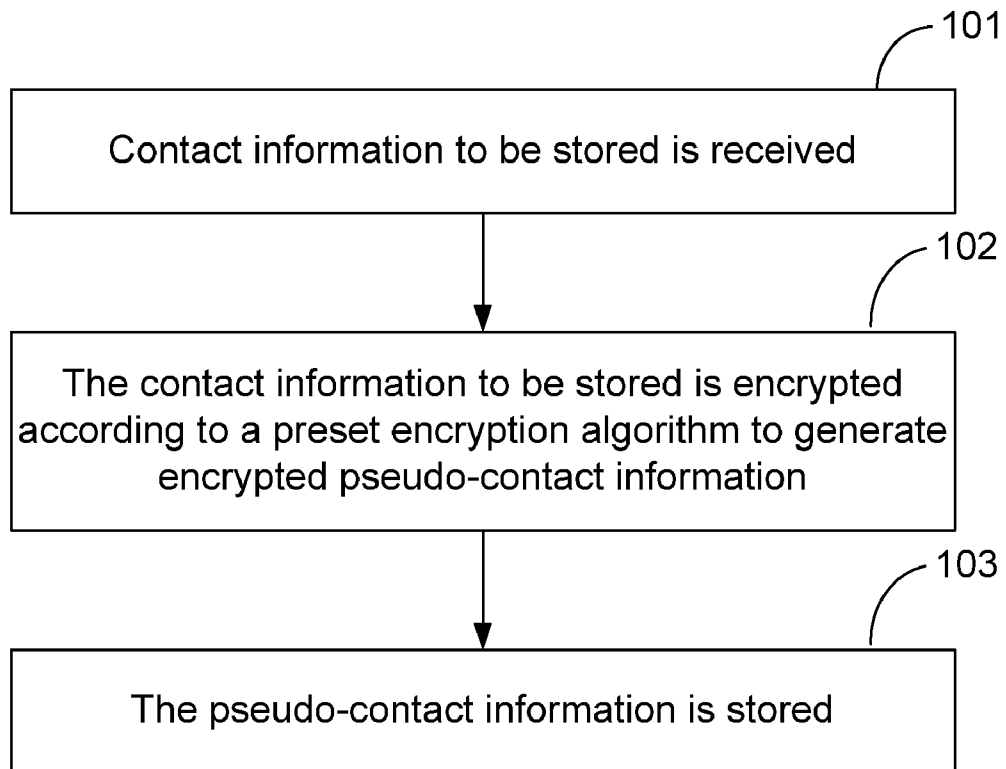 101
Contact information to be stored is received
102
The contact information to be stored is encrypted
according to a preset encryption algorithm to generate
encrypted pseudo-contact information
103
The pseudo-contact information is stored